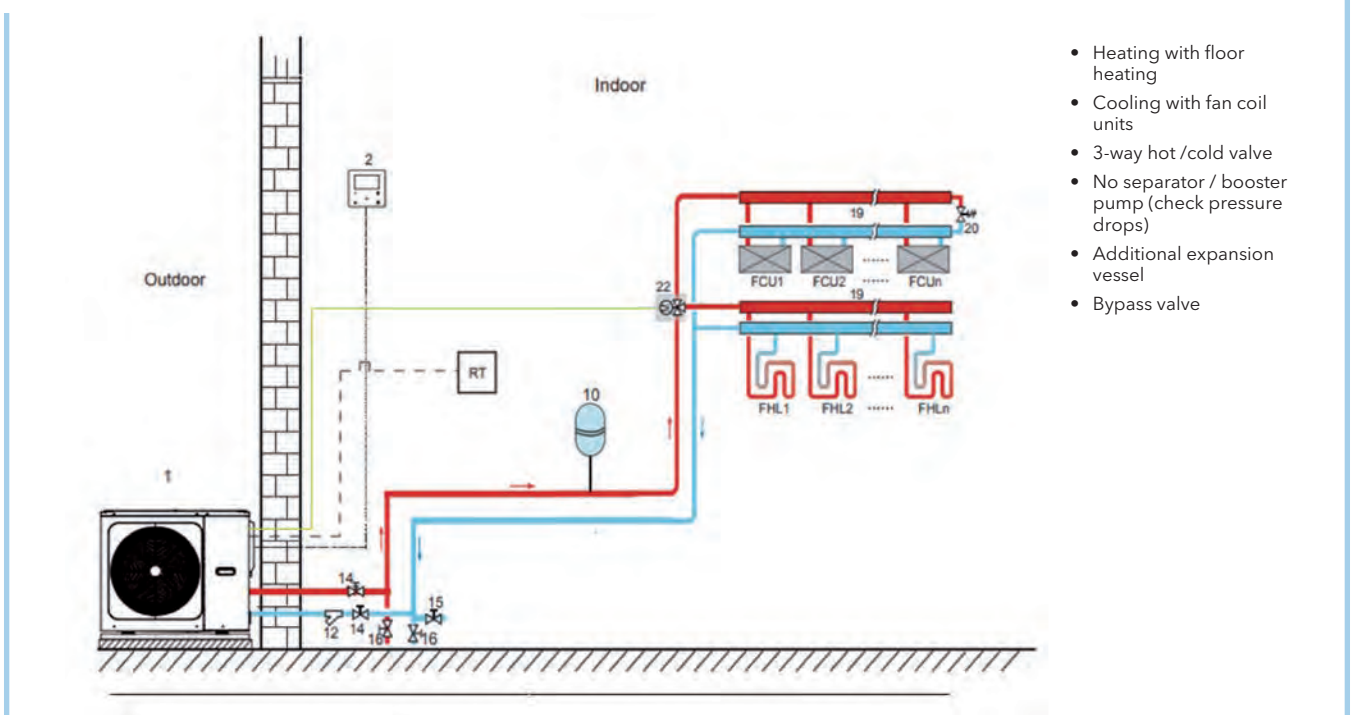 Indoor
Outdoor
2
19
20
FCU1 FCU2 ...... FCUn
22
19
RT
10
FHL1 FHL2 ...... FHLn
1
14
15
12 14 16 16
• Heating with floor
heating
• Cooling with fan coil
units
• 3-way hot /cold valve
• No separator / booster
pump (check pressure
drops)
• Additional expansion
vessel
• Bypass valve